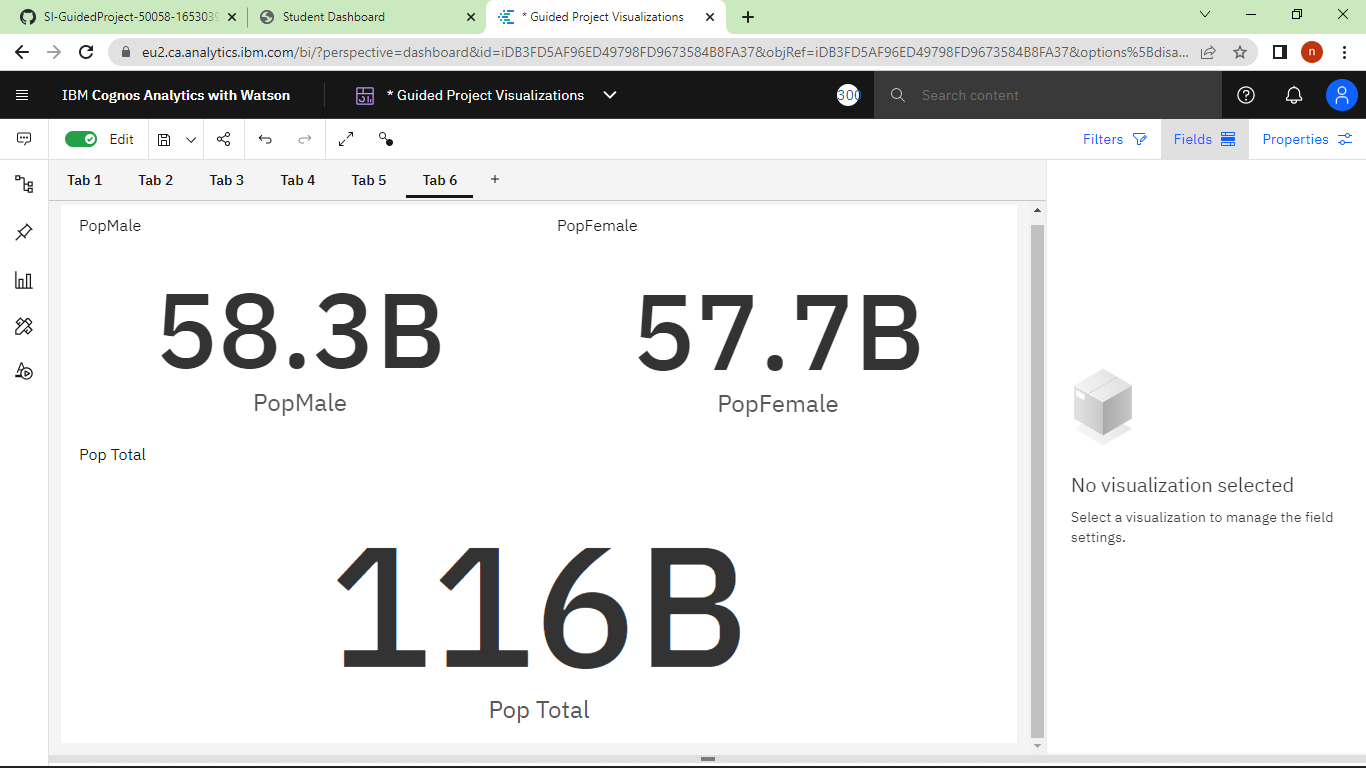 SI-GuidedProject-50058-1653039
Student Dashboard
* Guided Project Visualizations
eu2.ca.analytics.ibm.com/bi/?perspective=dashboard&id=iDB3FD5AF96ED49798FD9673584B8FA37&objRef=iDB3FD5AF96ED49798FD9673584B8FA37&options%5Bdisa...
n
IBM Cognos Analytics with Watson
* Guided Project Visualizations
300
Search content
Edit
Filters
Fields
Properties
Tab 1
Tab 2
Tab 3
Tab 4
Tab 5
Tab 6
PopMale
PopFemale
58.3B
PopMale
57.7B
PopFemale
Pop Total
116B
Pop Total
No visualization selected
Select a visualization to manage the field
settings.